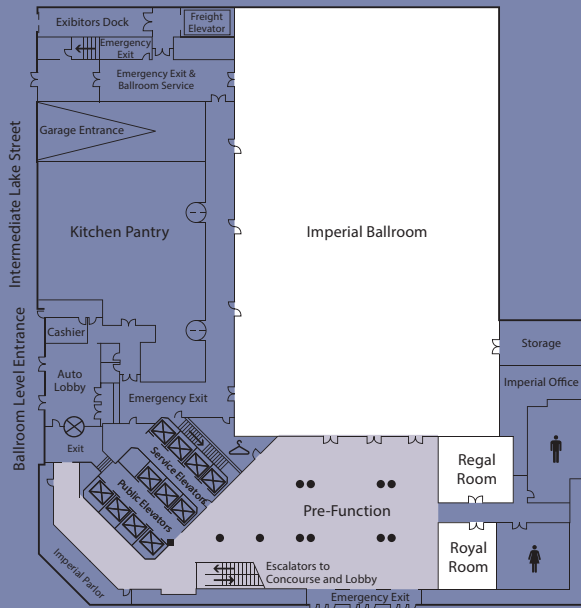 Exibitors Dock
Freight
Elevator
Emergency
Exit
Emergency Exit &
Ballroom Service
Garage Entrance
Intermediate Lake Street
Kitchen Pantry
Imperial Ballroom
Ballroom Level Entrance
Cashier
Storage
Auto
Lobby
Imperial Office
Emergency Exit
Exit
Service Elevators
Public Elevators
Regal
Room
Pre-Function
Royal
Room
Imperial Parlor
Escalators to
Concourse and Lobby
Emergency Exit